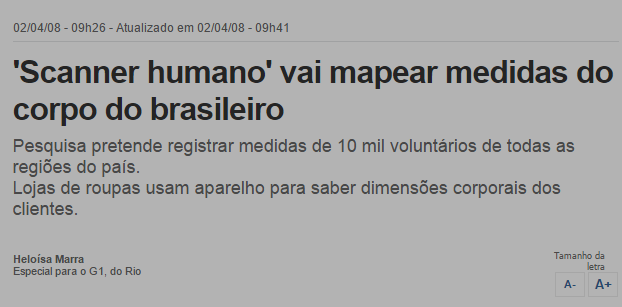 02/04/08 - 09h26 - Atualizado em 02/04/08 - 09h41
'Scanner humano' vai mapear medidas do
corpo do brasileiro
Pesquisa pretende registrar medidas de 10 mil voluntários de todas as
regiões do país.
Lojas de roupas usam aparelho para saber dimensões corporais dos
clientes.
Heloísa Marra
Especial para o G1, do Rio
Tamanho da
letra
A- A+